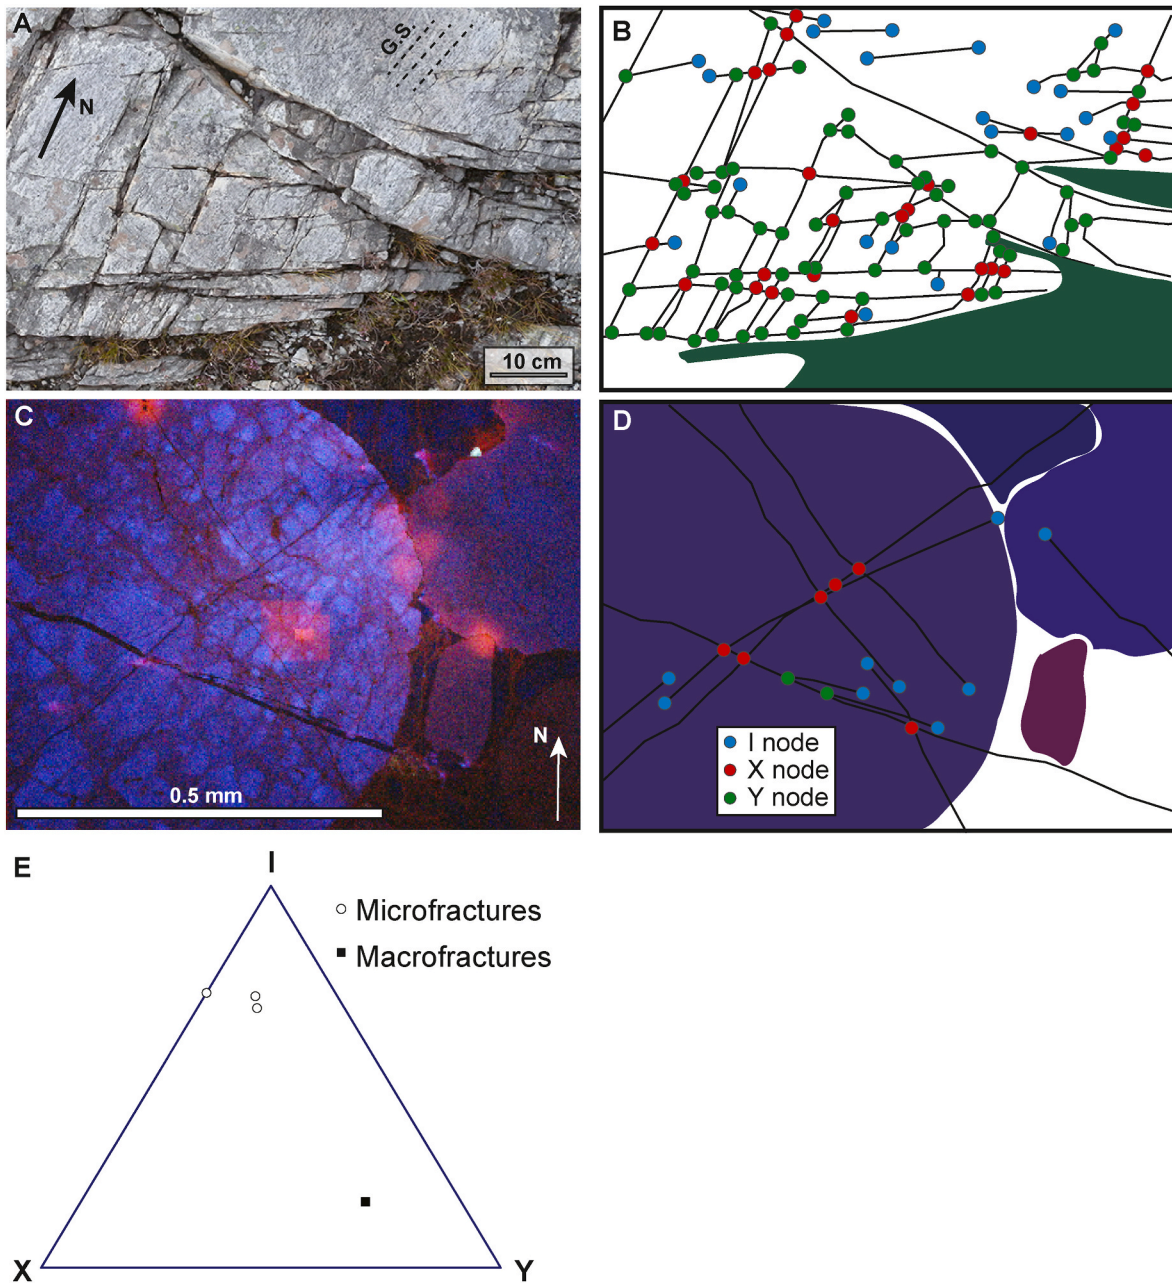 A
G-S
N
10 cm
B
C
N
0.5 mm
D
I node
X node
Y node
E
I
Microfractures
Macrofractures
X
Y